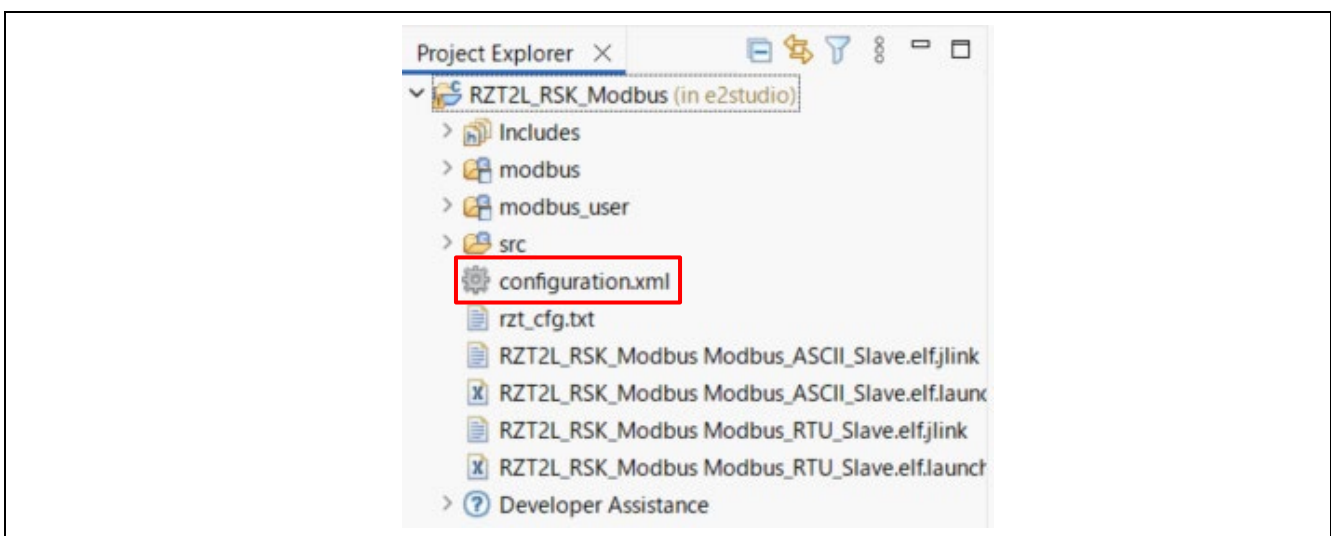 Project Explorer
RZT2L_RSK_Modbus (in e2studio)
Includes
modbus
modbus_user
src
configuration.xml
rzt_cfg.txt
RZT2L_RSK_Modbus Modbus_ASCII_Slave.elf.jlink
RZT2L_RSK_Modbus Modbus_ASCII_Slave.elf.launc
RZT2L_RSK_Modbus Modbus_RTU_Slave.elf.jlink
RZT2L_RSK_Modbus Modbus_RTU_Slave.elf.launch
Developer Assistance